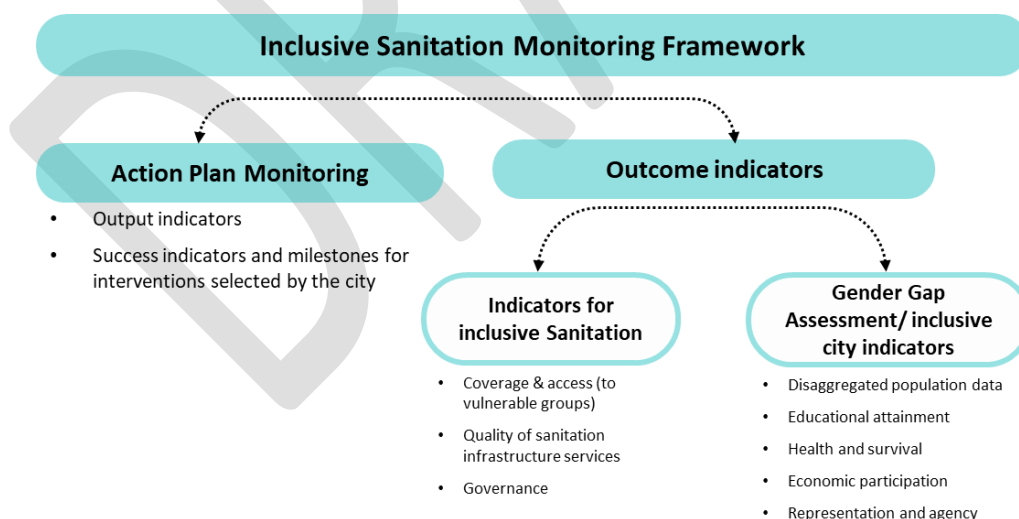 Inclusive Sanitation Monitoring Framework
Action Plan Monitoring
• Output indicators
• Success indicators and milestones for
interventions selected by the city
Outcome indicators
Indicators for
inclusive Sanitation
• Coverage & access (to
vulnerable groups)
• Quality of sanitation
infrastructure services
• Governance
Gender Gap
Assessment/ inclusive
city indicators
• Disaggregated population data
• Educational attainment
• Health and survival
• Economic participation
• Representation and agency